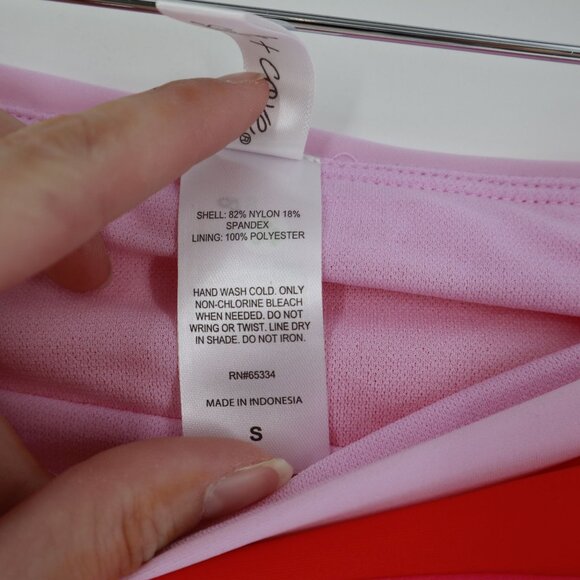 SHELL: 82% NYLON 18%
SPANDEX
LINING: 100% POLYESTER
HAND WASH COLD. ONLY
NON-CHLORINE BLEACH
WHEN NEEDED. DO NOT
WRING OR TWIST. LINE DRY
IN SHADE. DO NOT IRON.
RN#65334
MADE IN INDONESIA
S